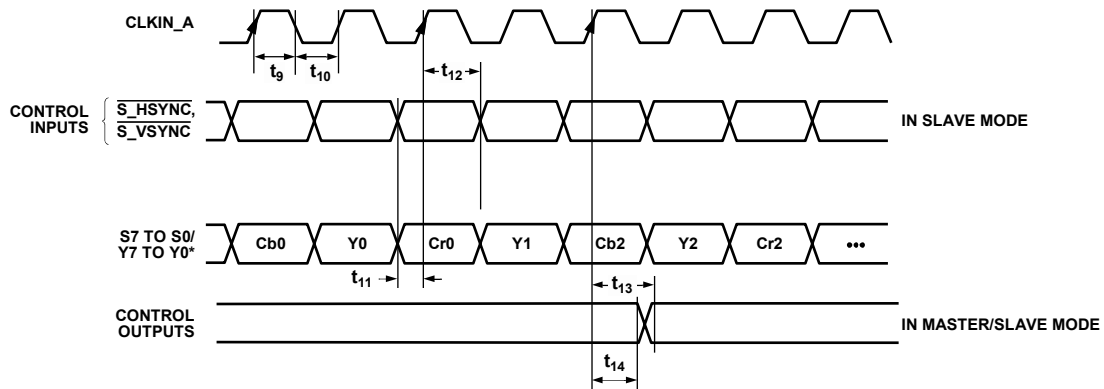 CLKIN_A
t9
t10
t12
CONTROL
INPUTS
S_HSYNC,
S_VSYNC
IN SLAVE MODE
S7 TO S0/
Y7 TO Y0*
Cb0
Y0
Cr0
Y1
Cb2
Y2
Cr2
•••
t11
t13
CONTROL
OUTPUTS
IN MASTER/SLAVE MODE
t14